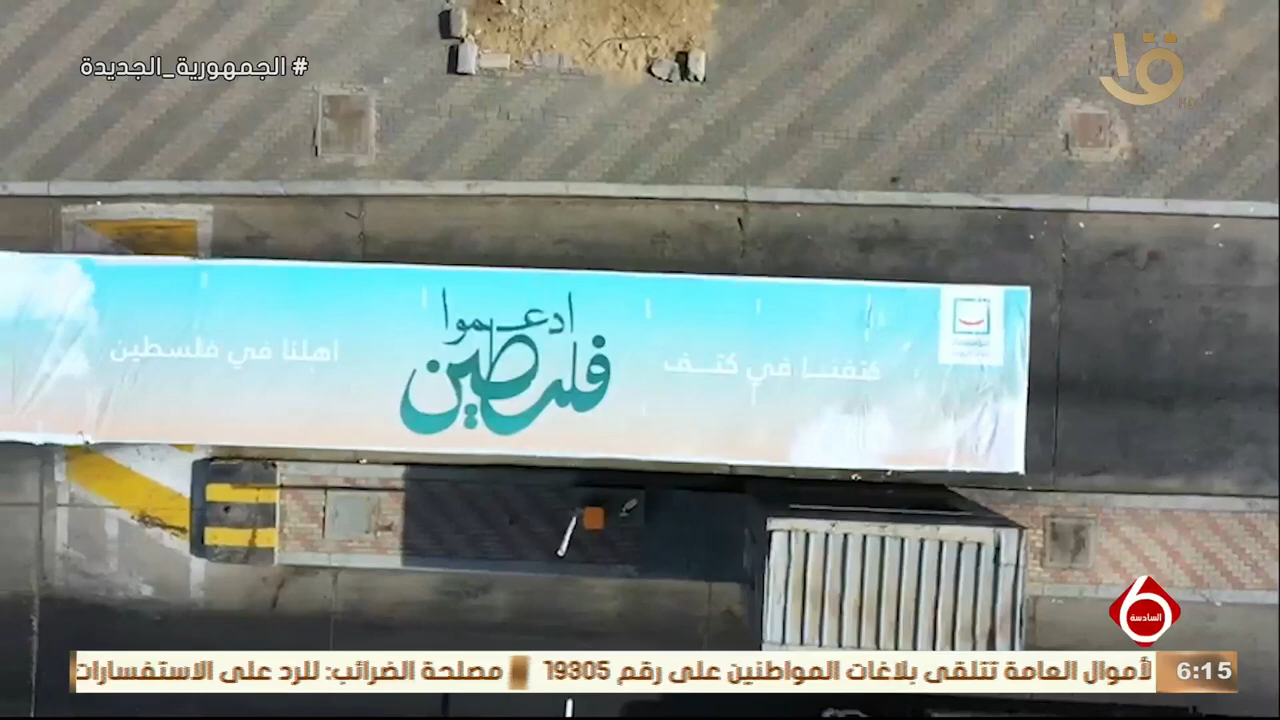 #الجمهورية_الجديدة
ادعموا
فلسطين
كتفنا في كتف
اهلنا في فلسطين
السادسة
6:15
لأموال العامة تتلقى بلاغات المواطنين على رقم 19305
مصلحة الضرائب: للرد على الاستفسارات